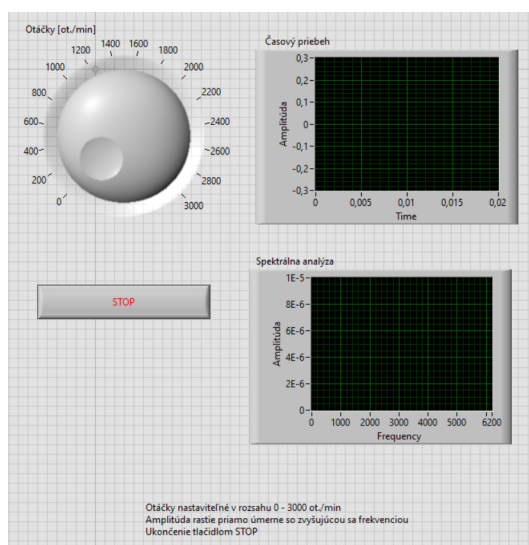 Otáčky [ot./min]
0
200
400
600
800
1000
1200
1400
1600
1800
2000
2200
2400
2600
2800
3000
Časový priebeh
Amplitúda
0,3
0,2
0,1
0
-0,1
-0,2
-0,3
0 0,005 0,01 0,015 0,02
Time
STOP
Spektrálna analýza
Amplitúda
1E-5
8E-6
6E-6
4E-6
2E-6
0
0 1000 2000 3000 4000 5000 6200
Frequency
Otáčky nastaviteľné v rozsahu 0 - 3000 ot./min
Amplitúda rastie priamo úmerne so zvyšujúcou sa frekvenciou
Ukončenie tlačidlom STOP